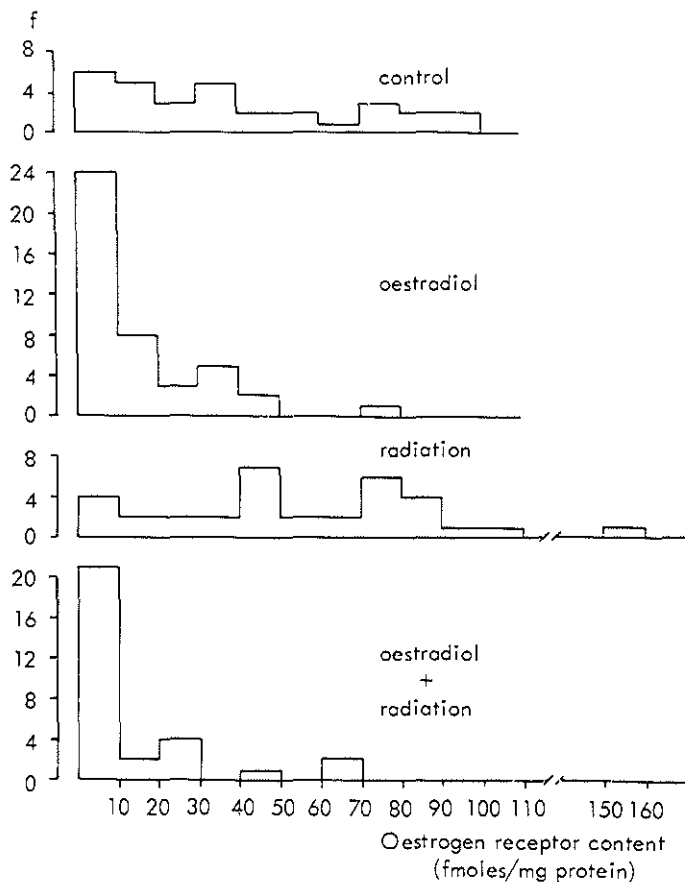 f
8
4
0
control
24
20
16
12
8
4
0
oestradiol
8
4
0
radiation
20
16
12
8
4
0
oestradiol
+
radiation
10 20 30 40 50 60 70 80 90 100 110 150 160
Oestrogen receptor content
(fmoles/mg protein)